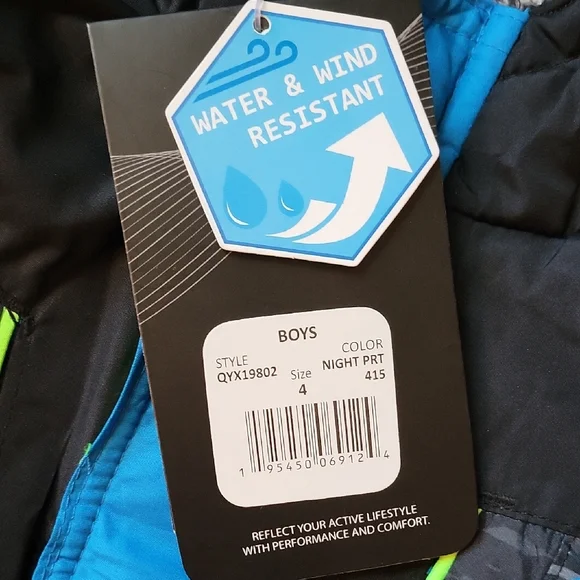 WATER & WIND
RESISTANT
BOYS
STYLE COLOR
QYX19802 Size NIGHT PRT
4 415
1 95450 06912 4
REFLECT YOUR ACTIVE LIFESTYLE
WITH PERFORMANCE AND COMFORT.